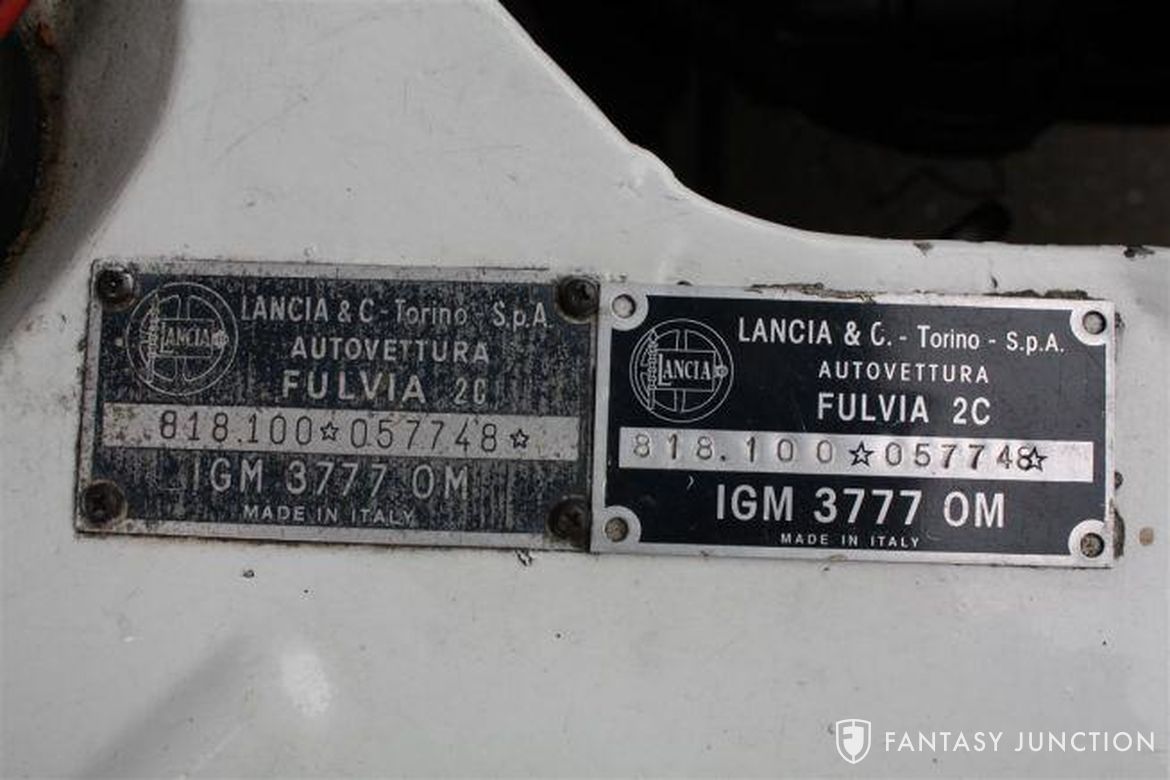 LANCIA & C - Torino - S.p.A.
LANCIA
AUTOVETTURA
FULVIA 2C
818.100☆057748☆
IGM 3777 OM
MADE IN ITALY
LANCIA & C. - Torino - S.p.A.
LANCIA
AUTOVETTURA
FULVIA 2C
818.100☆057748☆
IGM 3777 OM
MADE IN ITALY
FANTASY JUNCTION